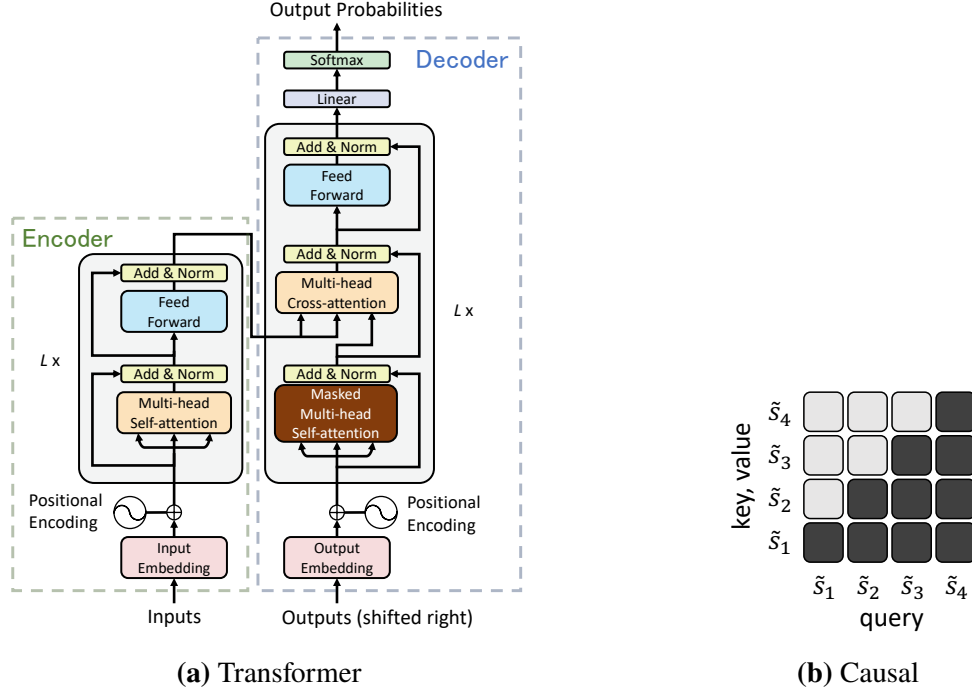 Output Probabilities
Decoder
Softmax
Linear
Add & Norm
Feed
Forward
Add & Norm
Multi-head
Cross-attention
L x
Add & Norm
Masked
Multi-head
Self-attention
Positional
Encoding
Output
Embedding
Outputs (shifted right)
Encoder
Add & Norm
Feed
Forward
L x
Add & Norm
Multi-head
Self-attention
Positional
Encoding
Input
Embedding
Inputs
(a) Transformer
key, value
s̃₄
s̃₃
s̃₂
s̃₁
s̃₁ s̃₂ s̃₃ s̃₄
query
(b) Causal